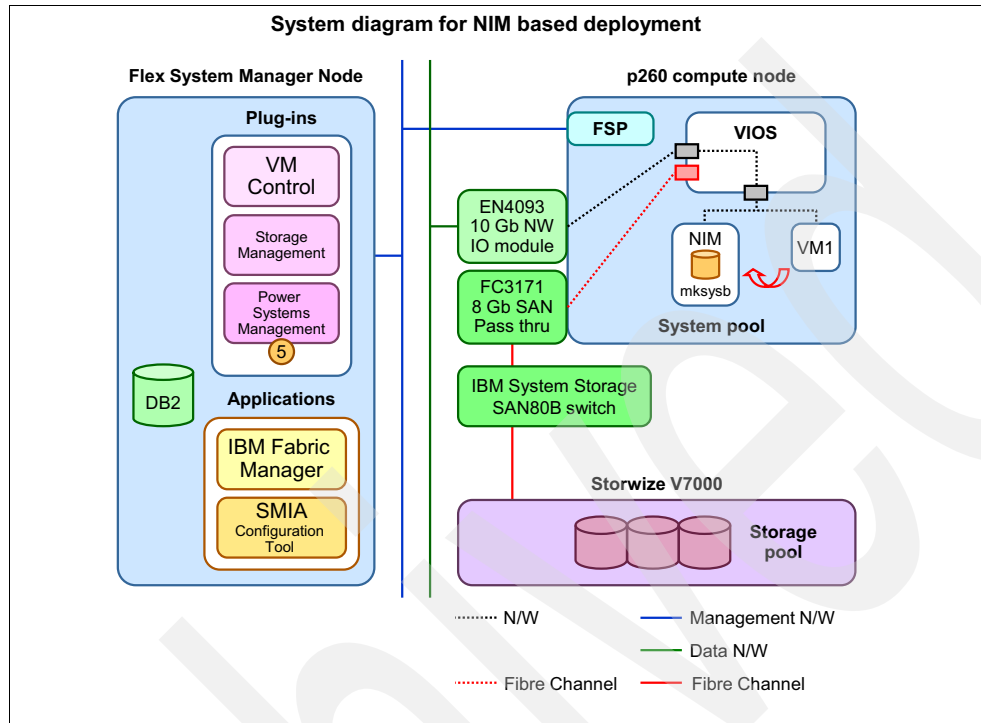 System diagram for NIM based deployment
Flex System Manager Node
p260 compute node
Plug-ins
VM
Control
Storage
Management
Power
Systems
Management
5
DB2
Applications
IBM Fabric
Manager
SMIA
Configuration
Tool
FSP
VIOS
EN4093
10 Gb NW
IO module
NIM
mksysb
VM1
FC3171
8 Gb SAN
Pass thru
System pool
IBM System Storage
SAN80B switch
Storwize V7000
Storage
pool
N/W
Management N/W
Data N/W
Fibre Channel
Fibre Channel